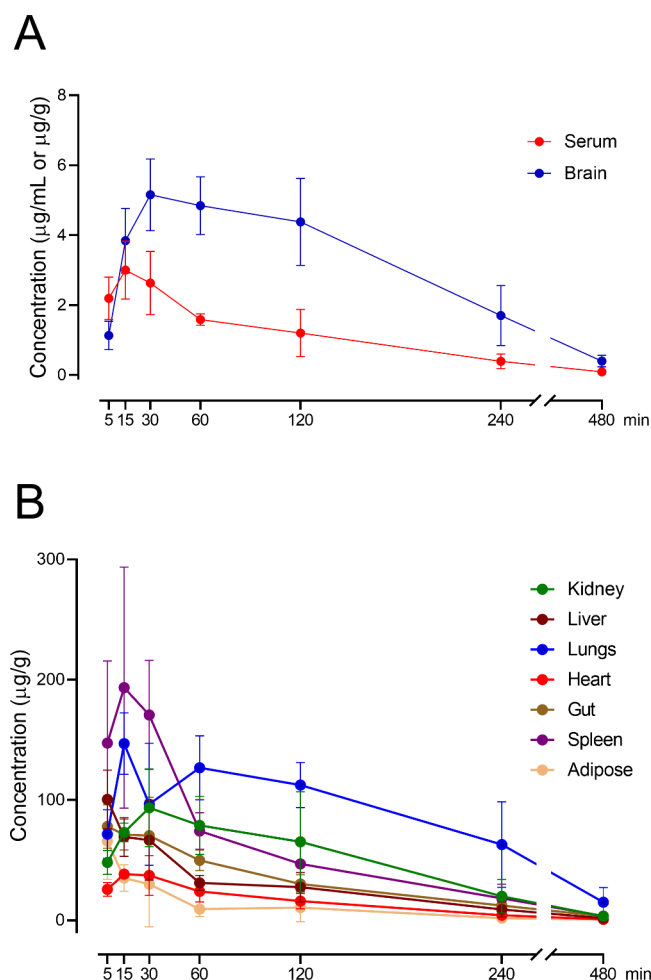 A
Concentration (µg/mL or µg/g)
8
6
4
2
0
Serum
Brain
5 15 30 60 120 240 480 min
B
Concentration (µg/g)
300
200
100
0
Kidney
Liver
Lungs
Heart
Gut
Spleen
Adipose
5 15 30 60 120 240 480 min